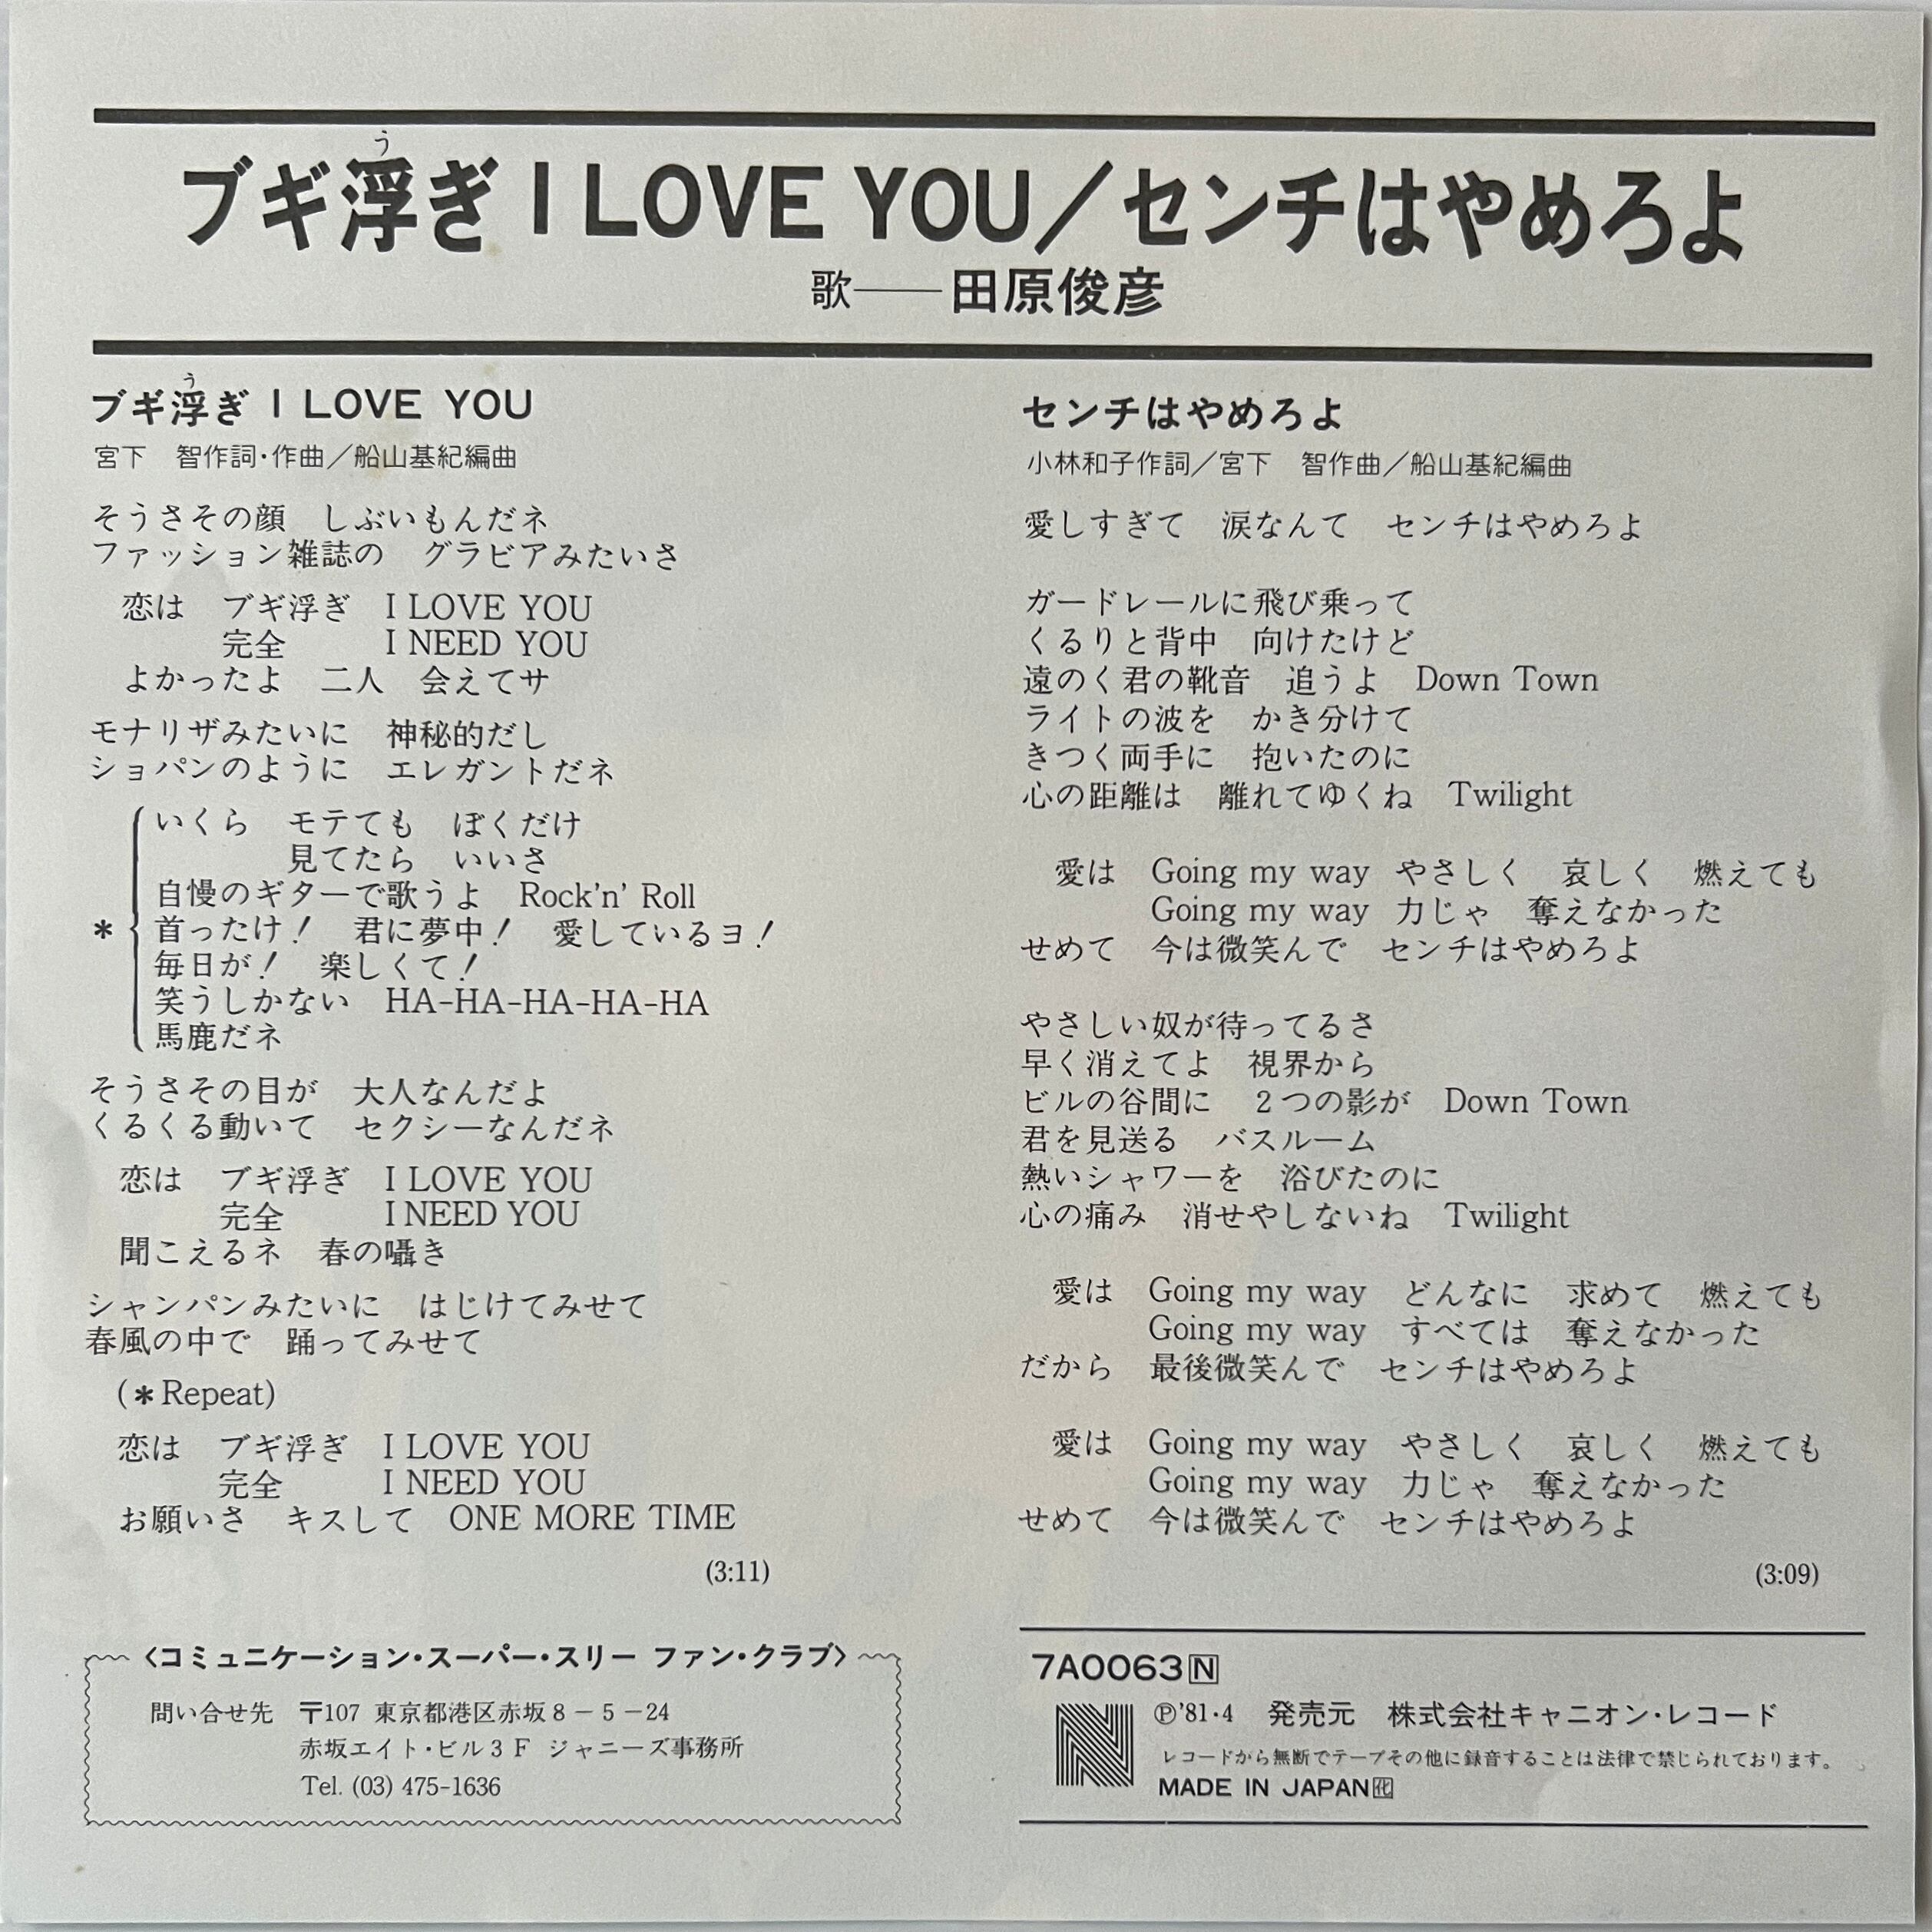 う
ブギ浮ぎ I LOVE YOU／センチはやめろよ
歌——田原俊彦
う
ブギ浮ぎ I LOVE YOU
宮下　智作詞・作曲／船山基紀編曲
そうさその顔　しぶいもんだネ
ファッション雑誌の　グラビアみたいさ
恋は　ブギ浮ぎ　I LOVE YOU
完全　I NEED YOU
よかったよ　二人　会えてサ
モナリザみたいに　神秘的だし
ショパンのように　エレガントだネ
いくら　モテても　ぼくだけ
見てたら　いいさ
自慢のギターで歌うよ　Rock'n' Roll
* 首ったけ！　君に夢中！　愛しているヨ！
毎日が！　楽しくて！
笑うしかない　HA-HA-HA-HA-HA
馬鹿だネ
そうさその目が　大人なんだよ
くるくる動いて　セクシーなんだネ
恋は　ブギ浮ぎ　I LOVE YOU
完全　I NEED YOU
聞こえるネ　春の囁き
シャンパンみたいに　はじけてみせて
春風の中で　踊ってみせて
(* Repeat)
恋は　ブギ浮ぎ　I LOVE YOU
完全　I NEED YOU
お願いさ　キスして　ONE MORE TIME
(3:11)
〈コミュニケーション・スーパー・スリー ファン・クラブ〉
問い合せ先　〒107 東京都港区赤坂8－5－24
赤坂エイト・ビル3F ジャニーズ事務所
Tel. (03) 475-1636
センチはやめろよ
小林和子作詞／宮下　智作曲／船山基紀編曲
愛しすぎて　涙なんて　センチはやめろよ
ガードレールに飛び乗って
くるりと背中　向けたけど
遠のく君の靴音　追うよ　Down Town
ライトの波を　かき分けて
きつく両手に　抱いたのに
心の距離は　離れてゆくね　Twilight
愛は　Going my way　やさしく　哀しく　燃えても
Going my way　力じゃ　奪えなかった
せめて　今は微笑んで　センチはやめろよ
やさしい奴が待ってるさ
早く消えてよ　視界から
ビルの谷間に　2つの影が　Down Town
君を見送る　バスルーム
熱いシャワーを　浴びたのに
心の痛み　消せやしないね　Twilight
愛は　Going my way　どんなに　求めて　燃えても
Going my way　すべては　奪えなかった
だから　最後微笑んで　センチはやめろよ
愛は　Going my way　やさしく　哀しく　燃えても
Going my way　力じゃ　奪えなかった
せめて　今は微笑んで　センチはやめろよ
(3:09)
7A0063N
N
Ⓟ'81・4　発売元　株式会社キャニオン・レコード
レコードから無断でテープその他に録音することは法律で禁じられております。
MADE IN JAPAN代